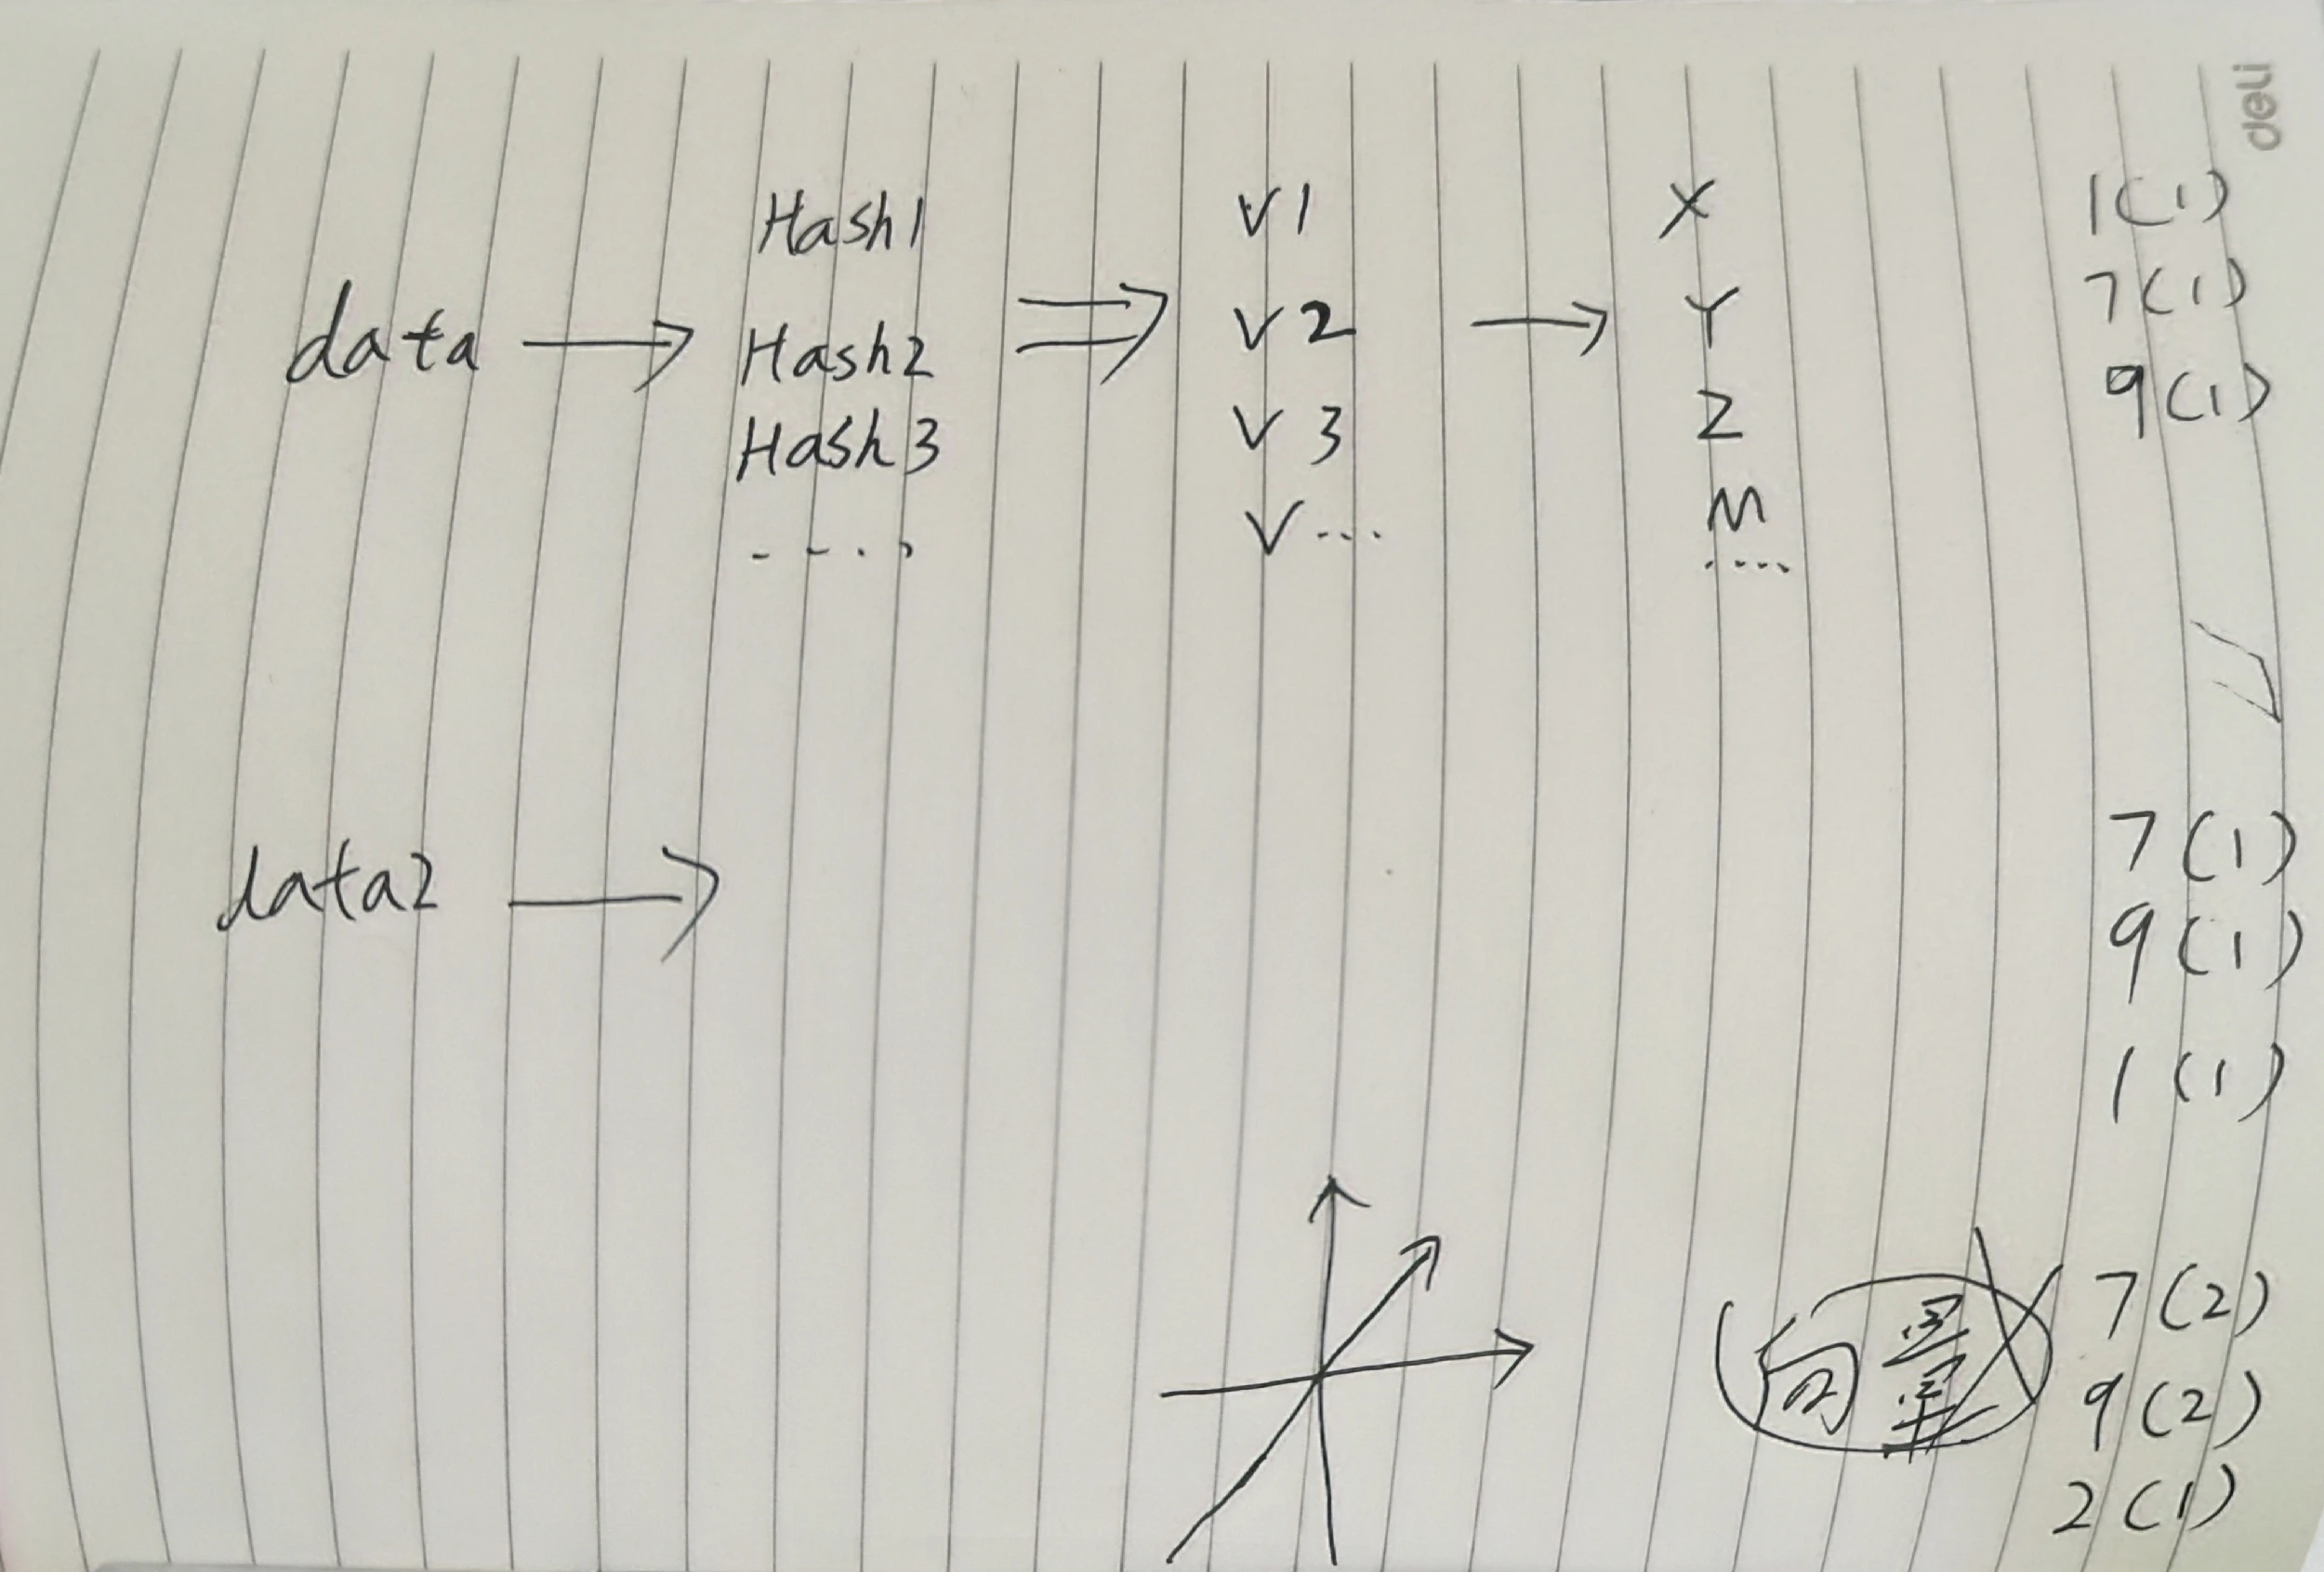 deli
Hash1 V1 X 1(1)
data → Hash2 ⇒ V2 → Y 7(1)
Hash3 V3 Z 9(1)
.... V... M
....
7(1)
data2 → 9(1)
1(1)
向量 7(2)
9(2)
2(1)